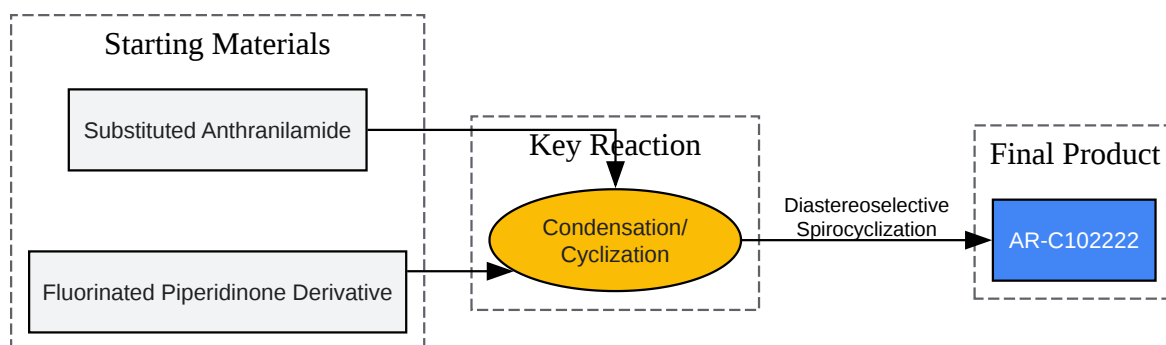 Starting Materials
Substituted Anthranilamide
Fluorinated Piperidinone Derivative
Key Reaction
Condensation/
Cyclization
Diastereoselective
Spirocyclization
Final Product
AR-C102222